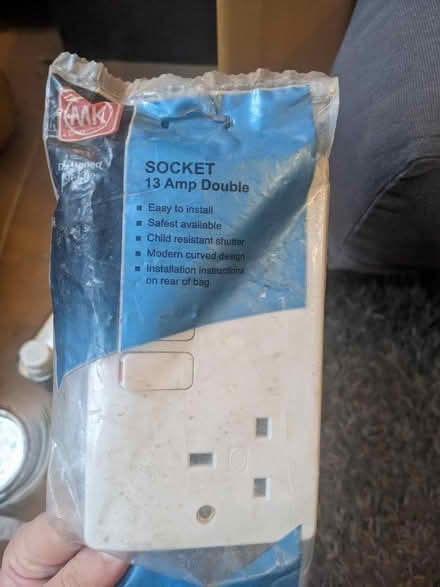 MK
SOCKET
13 Amp Double
Easy to install
Safest available
Child resistant shutter
Modern curved design
Installation instructions
on rear of bag